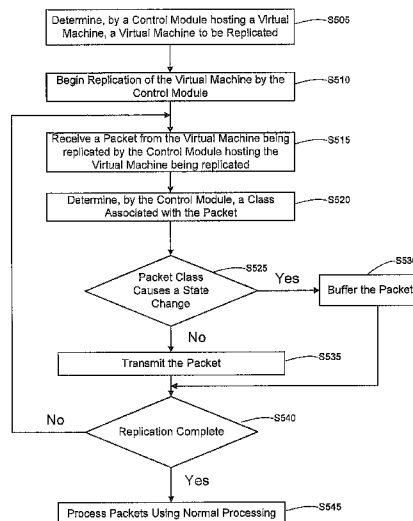 Determine, by a Control Module hosting a Virtual
Machine, a Virtual Machine to be Replicated
S505
Begin Replication of the Virtual Machine by the
Control Module
S510
Receive a Packet from the Virtual Machine being
replicated by the Control Module hosting the
Virtual Machine being replicated
S515
Determine, by the Control Module, a Class
Associated with the Packet
S520
Packet Class
Causes a State
Change
S525
Yes
S530
Buffer the Packet
No
Transmit the Packet
S535
No
Replication Complete
S540
Yes
Process Packets Using Normal Processing
S545